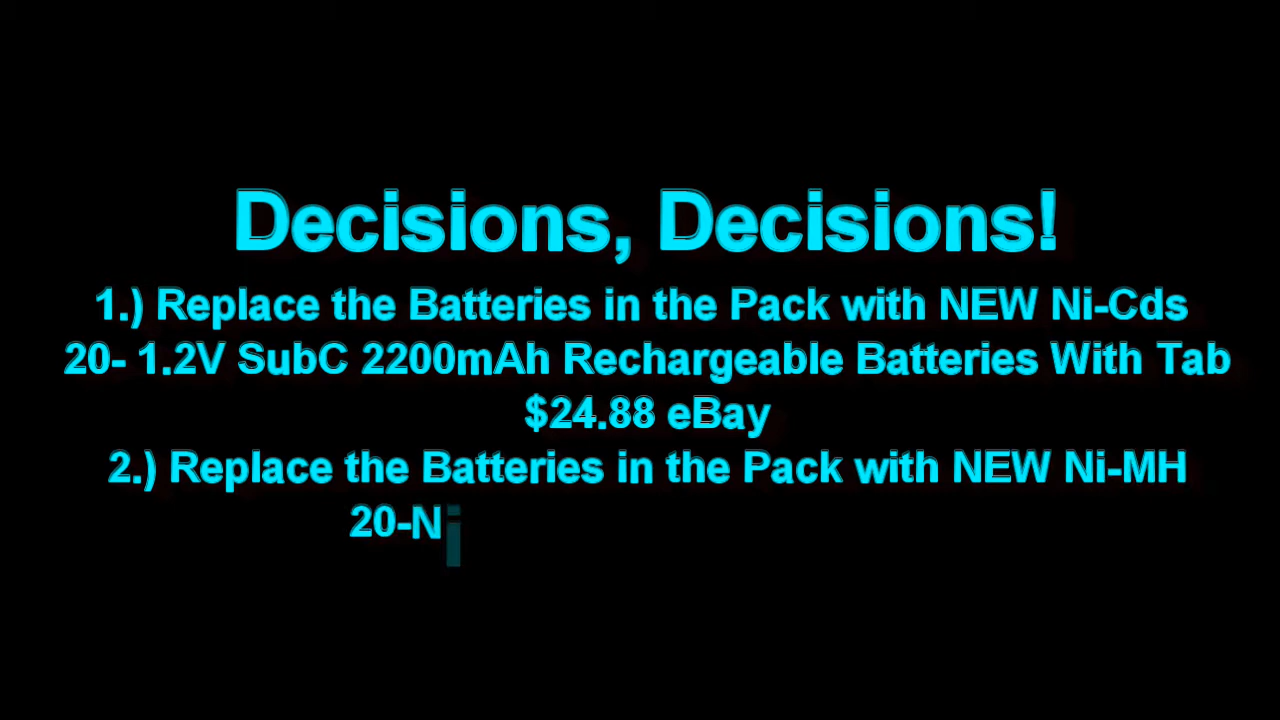 Decisions, Decisions!
1.) Replace the Batteries in the Pack with NEW Ni-Cds
20- 1.2V SubC 2200mAh Rechargeable Batteries With Tab
$24.88 eBay
2.) Replace the Batteries in the Pack with NEW Ni-MH
20-Ni